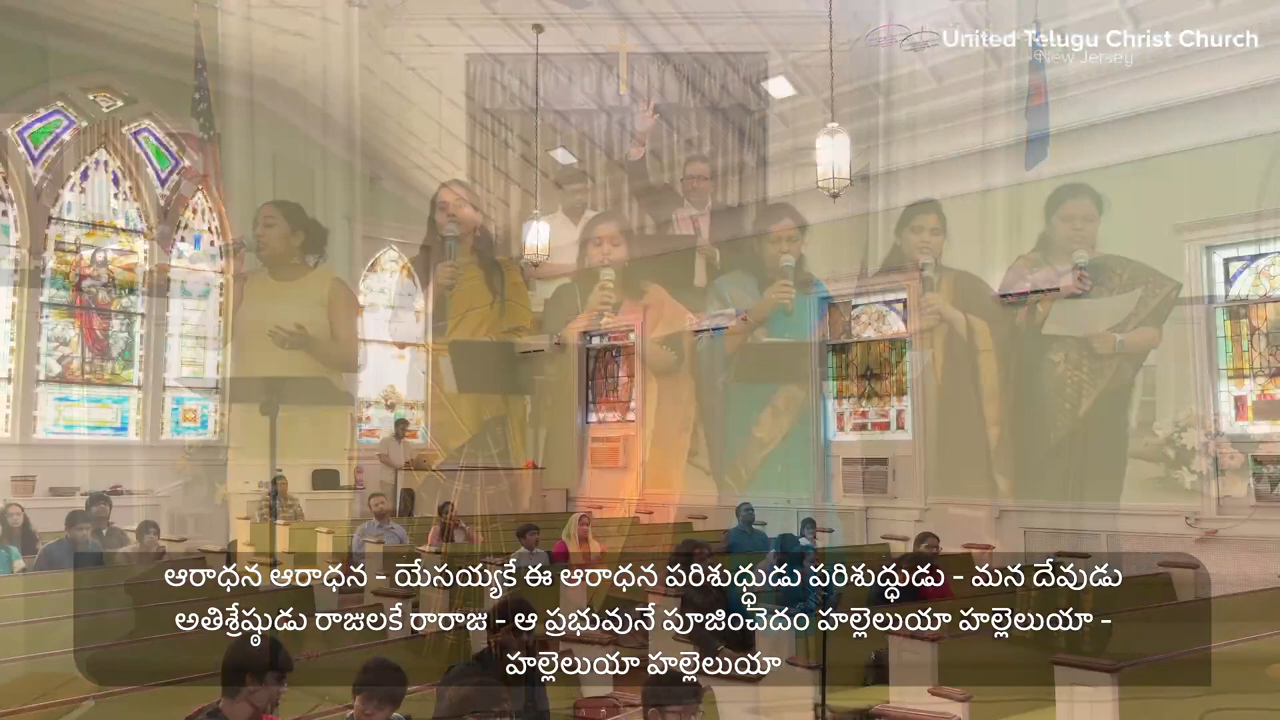 United Telugu Christ Church
New Jersey
ఆరాధన ఆరాధన - యేసయ్యకే ఈ ఆరాధన పరిశుధ్ధుడు పరిశుద్ధుడు - మన దేవుడు
అతిశ్రేష్ఠుడు రాజులకే రారాజు - ఆ ప్రభువునే పూజించెదం హల్లెలుయా హల్లెలుయా -
హల్లెలుయా హల్లెలుయా